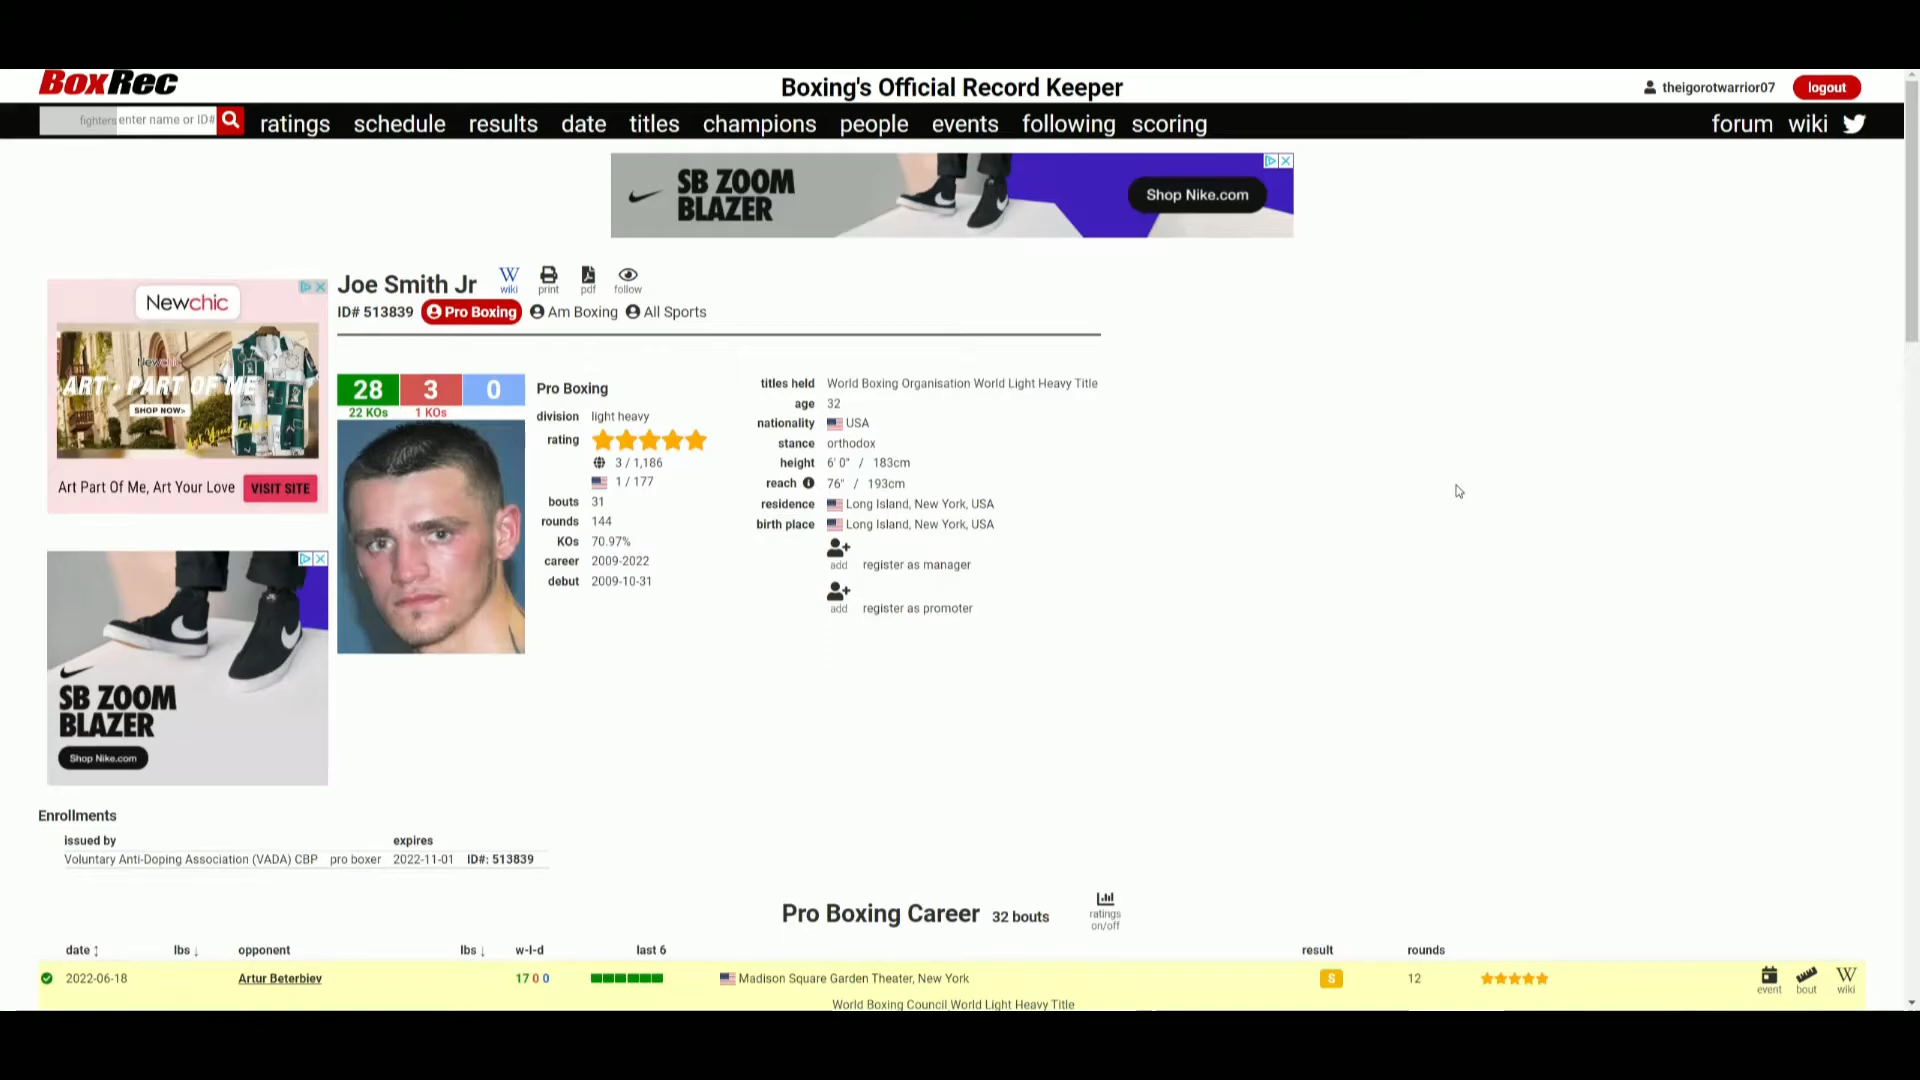 BoxRec
Boxing's Official Record Keeper
theigorotwarrior07
logout
fighters enter name or ID#
ratings schedule results date titles champions people events following scoring
forum wiki
SB ZOOM
BLAZER
Shop Nike.com
Newchic
Newchic
ART · PART OF ME
SHOP NOW>
Art Part Of Me, Art Your Love VISIT SITE
SB ZOOM
BLAZER
Shop Nike.com
Joe Smith Jr
W
wiki print pdf follow
ID# 513839 Pro Boxing Am Boxing All Sports
28 3 0
22 KOs 1 KOs
Pro Boxing
division light heavy
rating
3 / 1,186
1 / 177
bouts 31
rounds 144
KOs 70.97%
career 2009-2022
debut 2009-10-31
titles held World Boxing Organisation World Light Heavy Title
age 32
nationality USA
stance orthodox
height 6' 0" / 183cm
reach 76" / 193cm
residence Long Island, New York, USA
birth place Long Island, New York, USA
add register as manager
add register as promoter
Enrollments
issued by expires
Voluntary Anti-Doping Association (VADA) CBP pro boxer 2022-11-01 ID#: 513839
Pro Boxing Career 32 bouts
ratings
on/off
date lbs opponent lbs w-l-d last 6 result rounds
2022-06-18 Artur Beterbiev 17 0 0 Madison Square Garden Theater, New York S 12
W
event bout wiki
World Boxing Council World Light Heavy Title